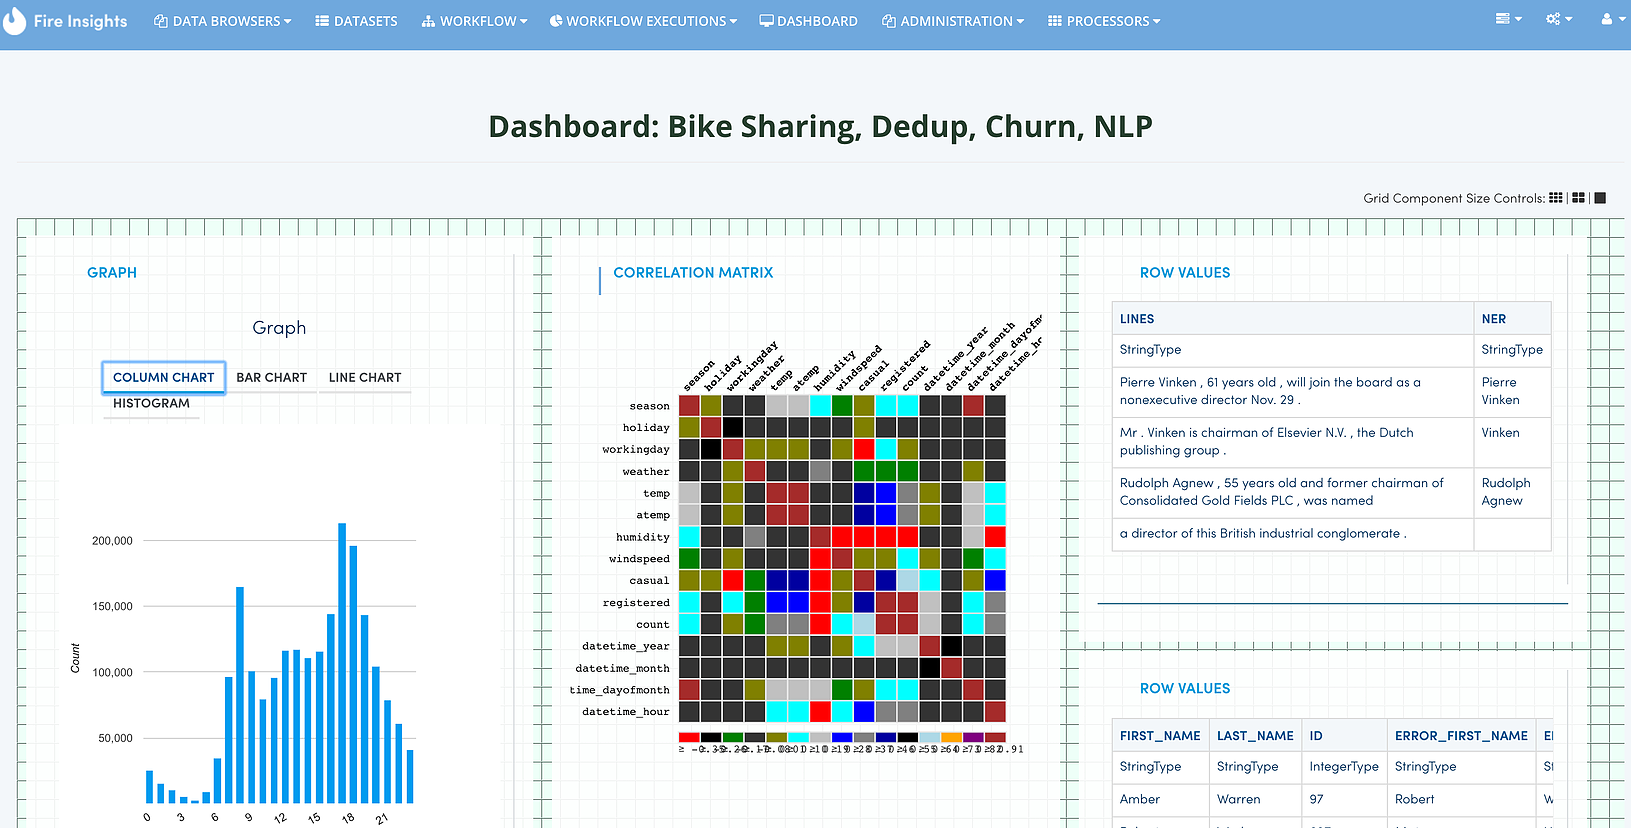 Fire Insights
DATA BROWSERS
DATASETS
WORKFLOW
WORKFLOW EXECUTIONS
DASHBOARD
ADMINISTRATION
PROCESSORS
Dashboard: Bike Sharing, Dedup, Churn, NLP
Grid Component Size Controls:
GRAPH
Graph
COLUMN CHART
BAR CHART
LINE CHART
HISTOGRAM
200,000
150,000
100,000
50,000
Count
0
3
6
9
12
15
18
21
CORRELATION MATRIX
season
holiday
workingday
weather
temp
atemp
humidity
windspeed
casual
registered
count
datetime_year
datetime_month
season
holiday
workingday
weather
temp
atemp
humidity
windspeed
casual
registered
count
datetime_year
datetime_month
time_dayofmonth
datetime_hour
ROW VALUES
LINES NER
StringType StringType
Pierre Vinken , 61 years old , will join the board as a Pierre
nonexecutive director Nov. 29 . Vinken
Mr . Vinken is chairman of Elsevier N.V. , the Dutch Vinken
publishing group .
Rudolph Agnew , 55 years old and former chairman of Rudolph
Consolidated Gold Fields PLC , was named Agnew
a director of this British industrial conglomerate .
ROW VALUES
FIRST_NAME LAST_NAME ID ERROR_FIRST_NAME
StringType StringType IntegerType StringType
Amber Warren 97 Robert